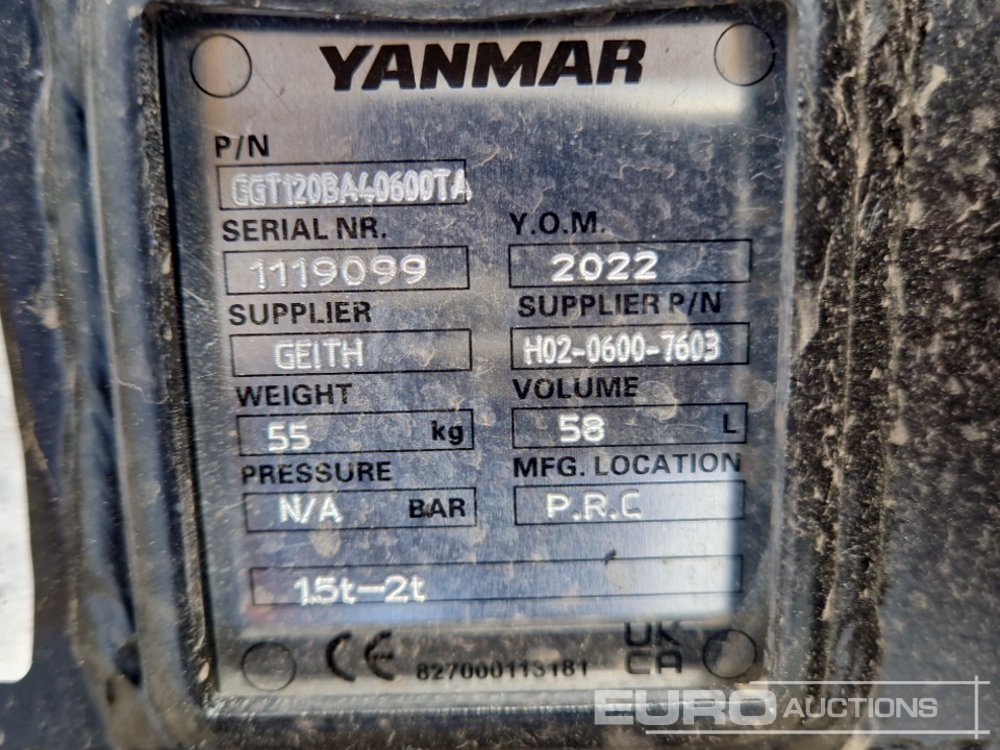 YANMAR
P/N
GGT120BA40600TA
SERIAL NR. Y.O.M.
1119099 2022
SUPPLIER SUPPLIER P/N
GEITH H02-0600-7603
WEIGHT VOLUME
55 kg 58 L
PRESSURE MFG. LOCATION
N/A BAR P.R.C
1.5t-2t
CE 827000113181 UK
CA
EURO AUCTIONS